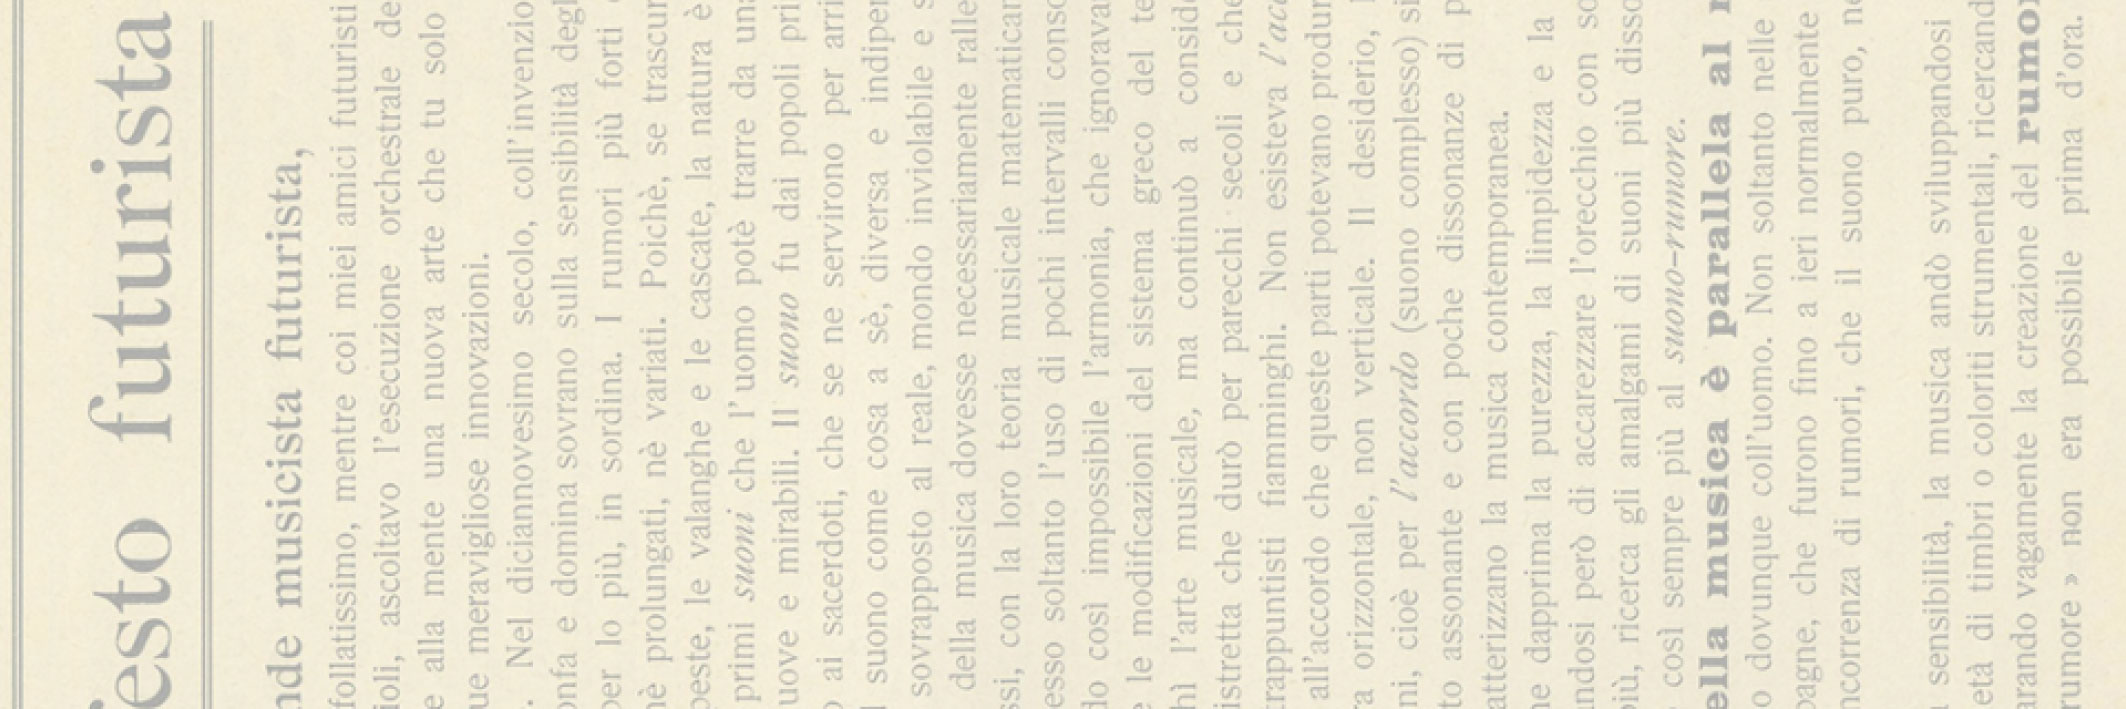 esto futurista
nde musicista futurista,
follatissimo, mentre coi miei amici futuristi
ioli, ascoltavo l'esecuzione orchestrale de
e alla mente una nuova arte che tu solo
ue meravigliose innovazioni.
. Nel diciannovesimo secolo, coll'invenzio
onfa e domina sovrano sulla sensibilità degl
per lo più, in sordina. I rumori più forti
nè prolungati, nè variati. Poichè, se trascur
peste, le valanghe e le cascate, la natura è
primi suoni che l'uomo potè trarre da una
uove e mirabili. Il suono fu dai popoli pri
o ai sacerdoti, che se ne servirono per arri
l suono come cosa a sè, diversa e indipen
sovrapposto al reale, mondo inviolabile e s
della musica dovesse necessariamente ralle
ssi, con la loro teoria musicale matematicam
esso soltanto l'uso di pochi intervalli conso
do così impossibile l'armonia, che ignoravan
e le modificazioni del sistema greco del te
hì l'arte musicale, ma continuò a conside
istretta che durò per parecchi secoli e che
trappuntisti fiamminghi. Non esisteva l'acc
all'accordo che queste parti potevano produr
ra orizzontale, non verticale. Il desiderio,
ni, cioè per l'accordo (suono complesso) si
to assonante e con poche dissonanze di p
atterizzano la musica contemporanea.
ne dapprima la purezza, la limpidezza e la
andosi però di accarezzare l'orecchio con so
più, ricerca gli amalgami di suoni più disso
così sempre più al suono-rumore.
ella musica è parallela al
o dovunque coll'uomo. Non soltanto nelle
pagne, che furono fino a ieri normalmente
ncorrenza di rumori, che il suono puro, ne
sensibilità, la musica andò sviluppandosi
età di timbri o coloriti strumentali, ricercand
arando vagamente la creazione del rumor
rumore » non era possibile prima d'ora.